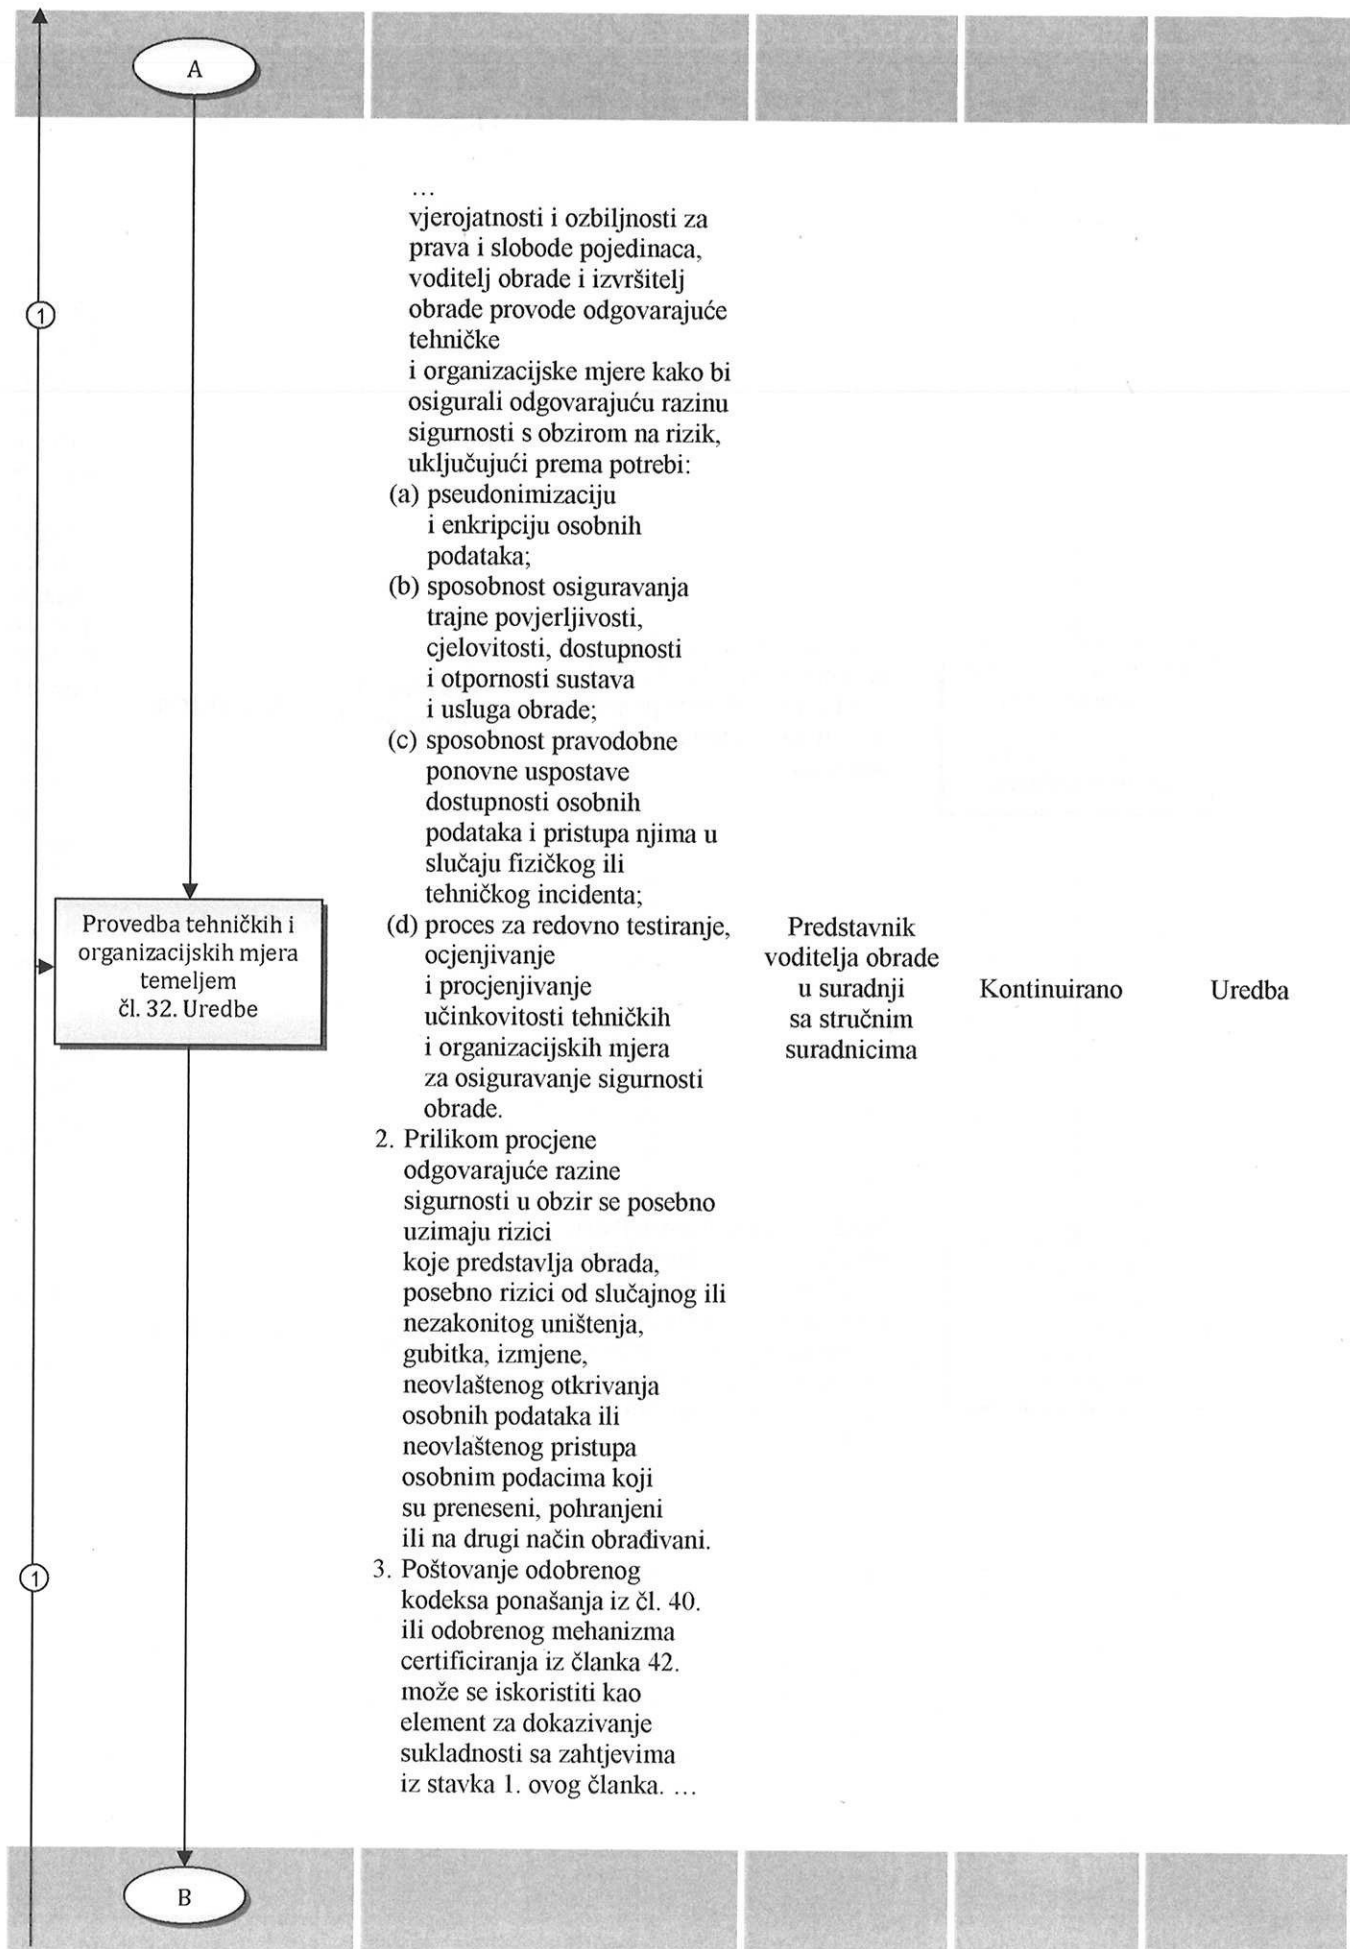 A
…
vjerojatnosti i ozbiljnosti za
prava i slobode pojedinaca,
voditelj obrade i izvršitelj
obrade provode odgovarajuće
tehničke
i organizacijske mjere kako bi
osigurali odgovarajuću razinu
sigurnosti s obzirom na rizik,
uključujući prema potrebi:
(a) pseudonimizaciju
i enkripciju osobnih
podataka;
(b) sposobnost osiguravanja
trajne povjerljivosti,
cjelovitosti, dostupnosti
i otpornosti sustava
i usluga obrade;
(c) sposobnost pravodobne
ponovne uspostave
dostupnosti osobnih
podataka i pristupa njima u
slučaju fizičkog ili
tehničkog incidenta;
(d) proces za redovno testiranje,
ocjenjivanje
i procjenjivanje
učinkovitosti tehničkih
i organizacijskih mjera
za osiguravanje sigurnosti
obrade.
2. Prilikom procjene
odgovarajuće razine
sigurnosti u obzir se posebno
uzimaju rizici
koje predstavlja obrada,
posebno rizici od slučajnog ili
nezakonitog uništenja,
gubitka, izmjene,
neovlaštenog otkrivanja
osobnih podataka ili
neovlaštenog pristupa
osobnim podacima koji
su preneseni, pohranjeni
ili na drugi način obrađivani.
3. Poštovanje odobrenog
kodeksa ponašanja iz čl. 40.
ili odobrenog mehanizma
certificiranja iz članka 42.
može se iskoristiti kao
element za dokazivanje
sukladnosti sa zahtjevima
iz stavka 1. ovog članka. …
1
Provedba tehničkih i
organizacijskih mjera
temeljem
čl. 32. Uredbe
Predstavnik
voditelja obrade
u suradnji
sa stručnim
suradnicima
Kontinuirano
Uredba
1
B